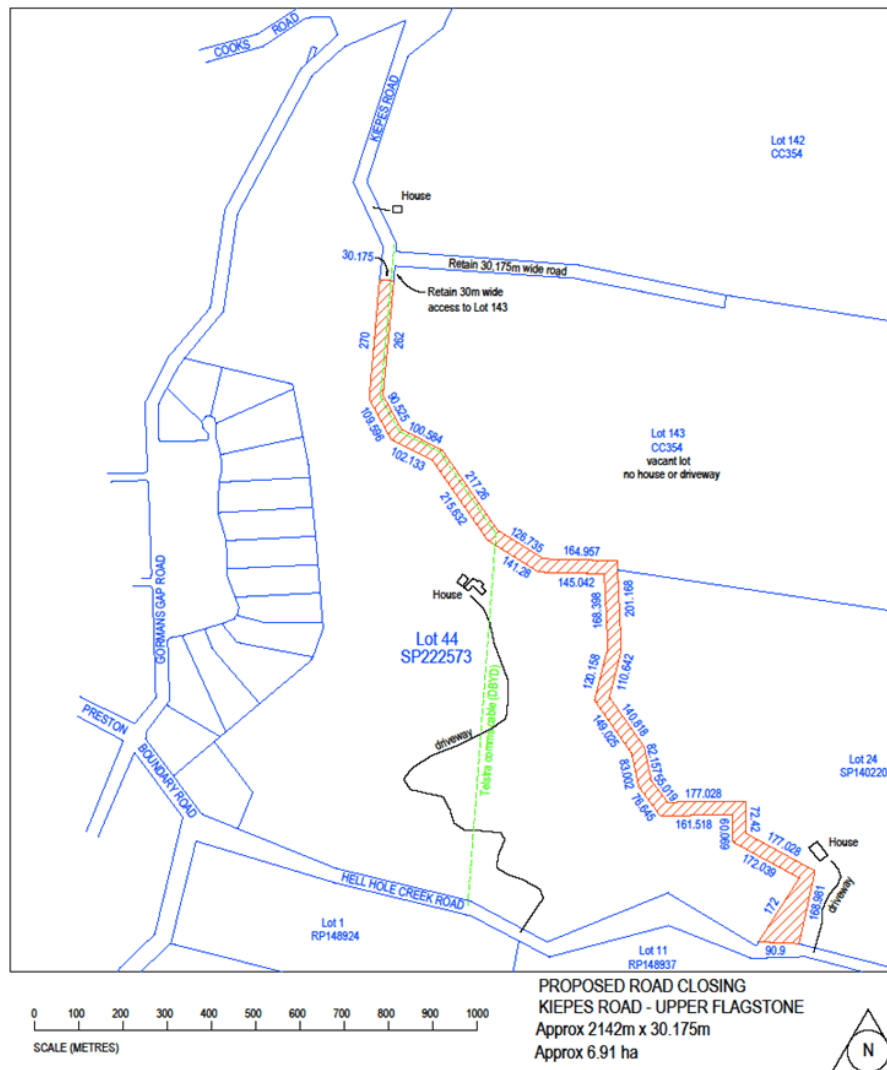 COOKS ROAD
KIEPES ROAD
Lot 142
CC354
House
30.175
Retain 30.175m wide road
Retain 30m wide
access to Lot 143
270
262
90.525
100.584
109.596
102.133
Lot 143
CC354
vacant lot
no house or driveway
217.26
215.632
126.735
164.957
141.28
145.042
GORMANS GAP ROAD
House
168.398
201.168
Lot 44
SP222573
120.158
110.642
Telstra comms cable (DBYD)
PRESTON
BOUNDARY ROAD
driveway
149.025
140.818
Lot 24
SP140220
83.002
82.157
55.019
76.645
177.028
161.518
72.42
60.069
House
177.028
172.039
HELL HOLE CREEK ROAD
172
168.981
driveway
Lot 1
RP148924
Lot 11
RP148937
90.9
PROPOSED ROAD CLOSING
KIEPES ROAD - UPPER FLAGSTONE
Approx 2142m x 30.175m
Approx 6.91 ha
0 100 200 300 400 500 600 700 800 900 1000
SCALE (METRES)
N